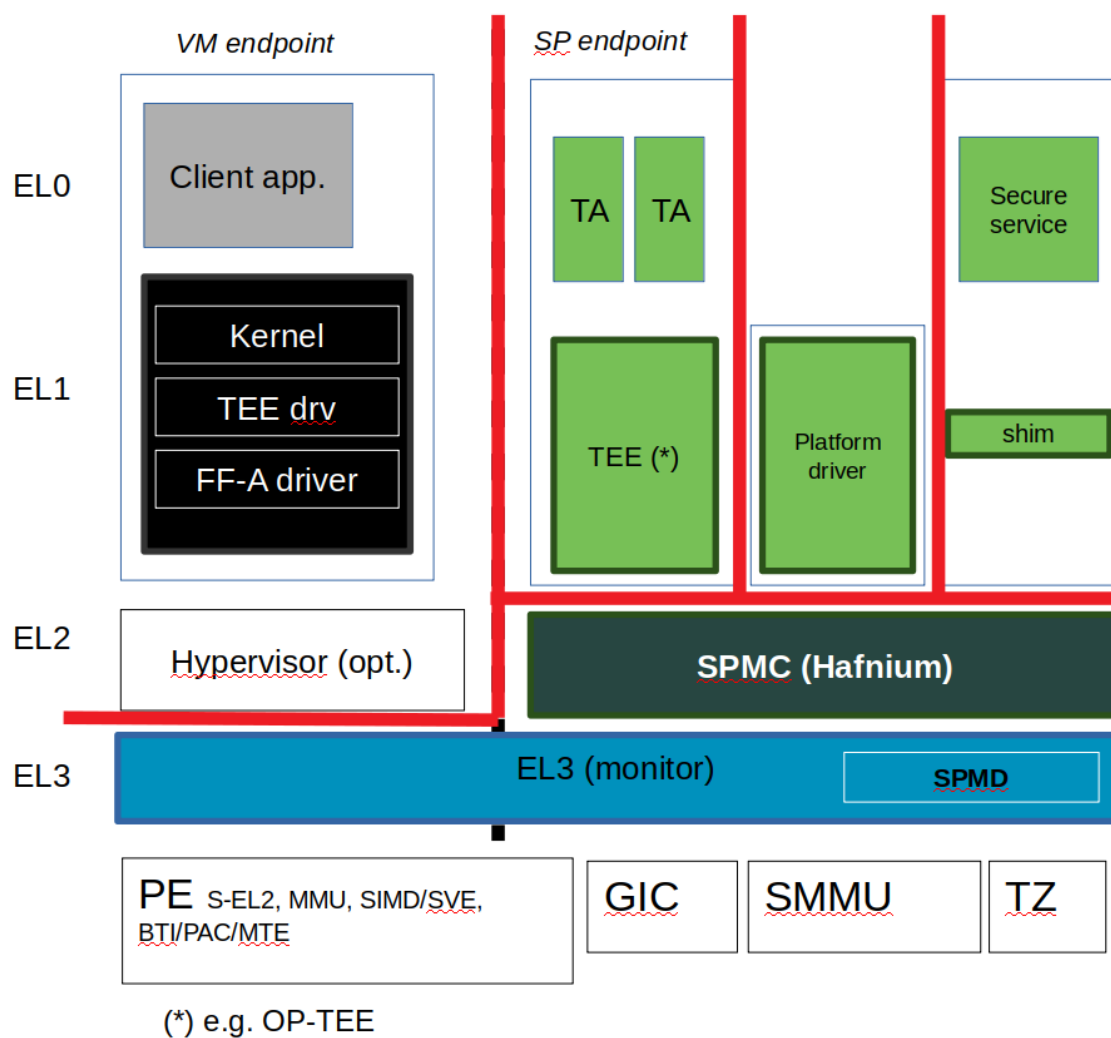 VM endpoint
SP endpoint
EL0
Client app.
TA
TA
Secure
service
EL1
Kernel
TEE drv
FF-A driver
TEE (*)
Platform
driver
shim
EL2
Hypervisor (opt.)
SPMC (Hafnium)
EL3
EL3 (monitor)
SPMD
PE S-EL2, MMU, SIMD/SVE,
BTI/PAC/MTE
GIC
SMMU
TZ
(*) e.g. OP-TEE